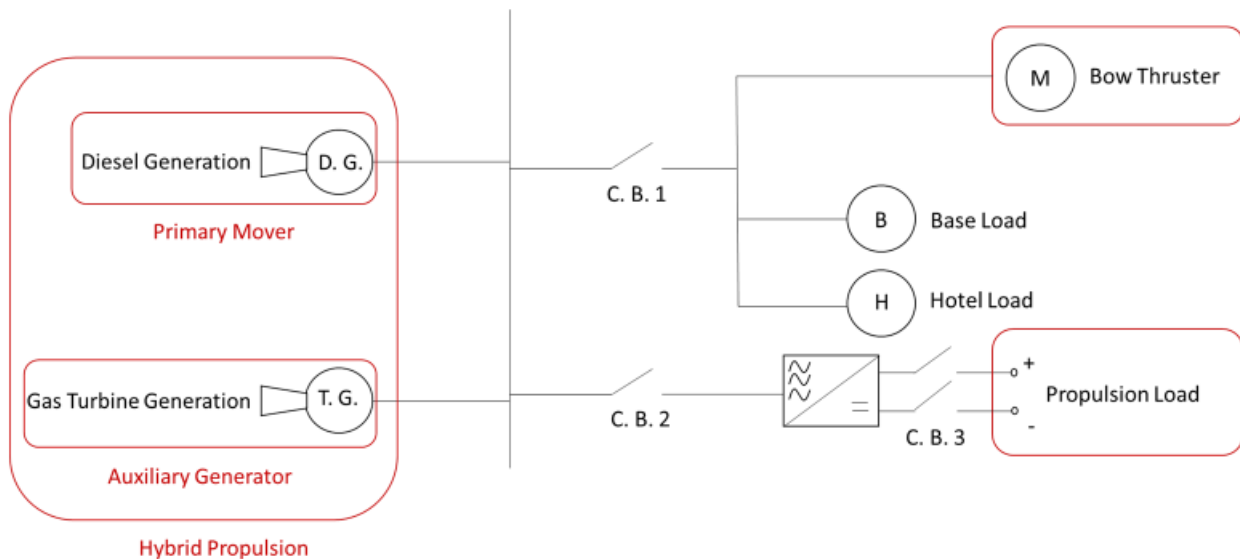 Diesel Generation
D. G.
Primary Mover
Gas Turbine Generation
T. G.
Auxiliary Generator
Hybrid Propulsion
C. B. 1
C. B. 2
C. B. 3
M
Bow Thruster
B
Base Load
H
Hotel Load
+
-
Propulsion Load